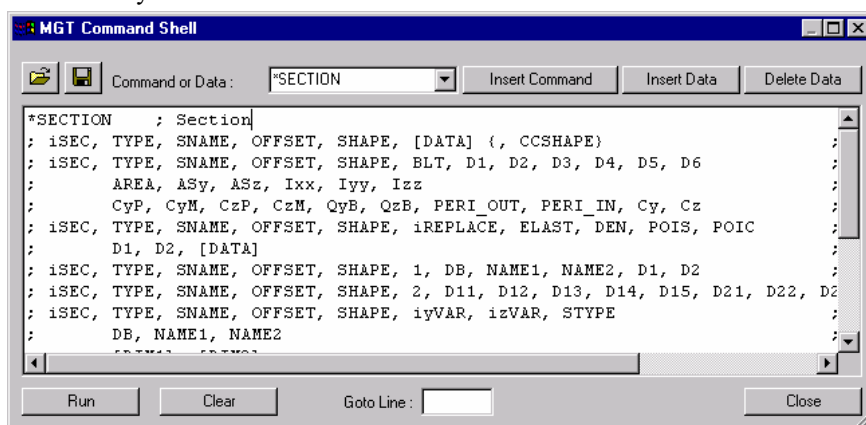 MGT Command Shell
Command or Data : *SECTION Insert Command Insert Data Delete Data
*SECTION ; Section
; iSEC, TYPE, SNAME, OFFSET, SHAPE, [DATA] {, CCSHAPE} ;
; iSEC, TYPE, SNAME, OFFSET, SHAPE, BLT, D1, D2, D3, D4, D5, D6 ;
; AREA, ASy, ASz, Ixx, Iyy, Izz ;
; CyP, CyM, CzP, CzM, QyB, QzB, PERI_OUT, PERI_IN, Cy, Cz ;
; iSEC, TYPE, SNAME, OFFSET, SHAPE, iREPLACE, ELAST, DEN, POIS, POIC ;
; D1, D2, [DATA] ;
; iSEC, TYPE, SNAME, OFFSET, SHAPE, 1, DB, NAME1, NAME2, D1, D2 ;
; iSEC, TYPE, SNAME, OFFSET, SHAPE, 2, D11, D12, D13, D14, D15, D21, D22, D2
; iSEC, TYPE, SNAME, OFFSET, SHAPE, iyVAR, izVAR, STYPE ;
; DB, NAME1, NAME2 ;
Run Clear Goto Line : Close